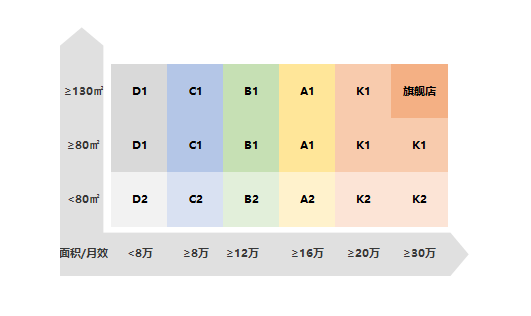 ≥130㎡ D1 C1 B1 A1 K1 旗舰店
≥80㎡ D1 C1 B1 A1 K1 K1
<80㎡ D2 C2 B2 A2 K2 K2
面积/月效 <8万 ≥8万 ≥12万 ≥16万 ≥20万 ≥30万